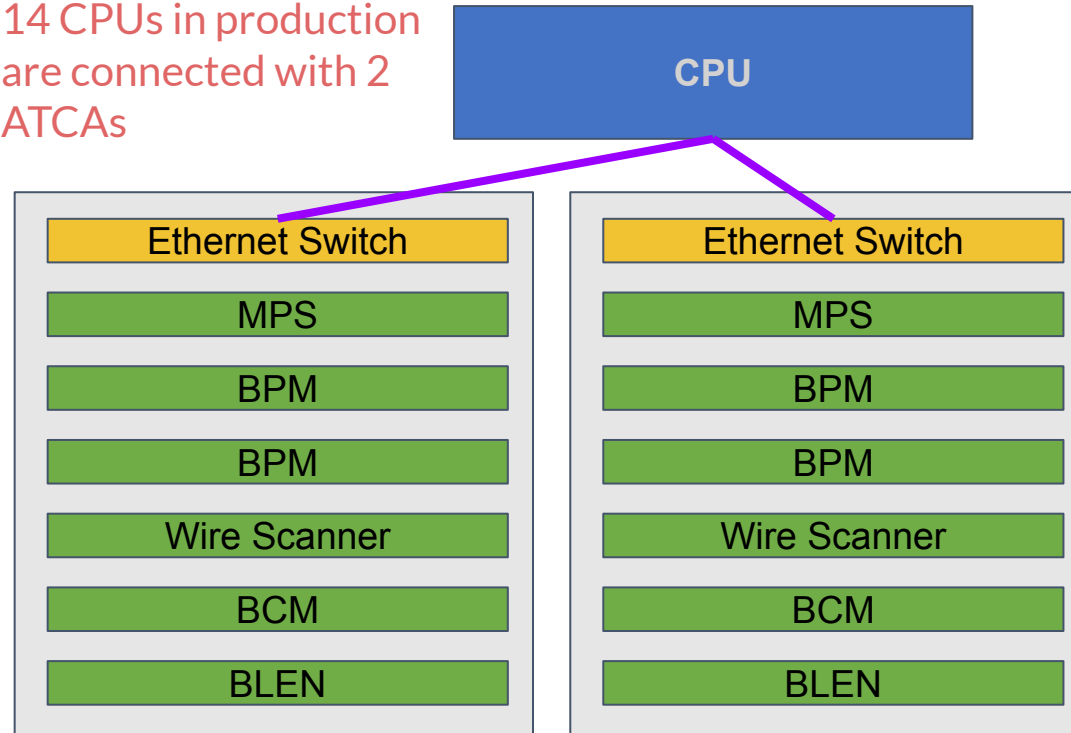 14 CPUs in production
are connected with 2
ATCAs
CPU
Ethernet Switch
MPS
BPM
BPM
Wire Scanner
BCM
BLEN
Ethernet Switch
MPS
BPM
BPM
Wire Scanner
BCM
BLEN